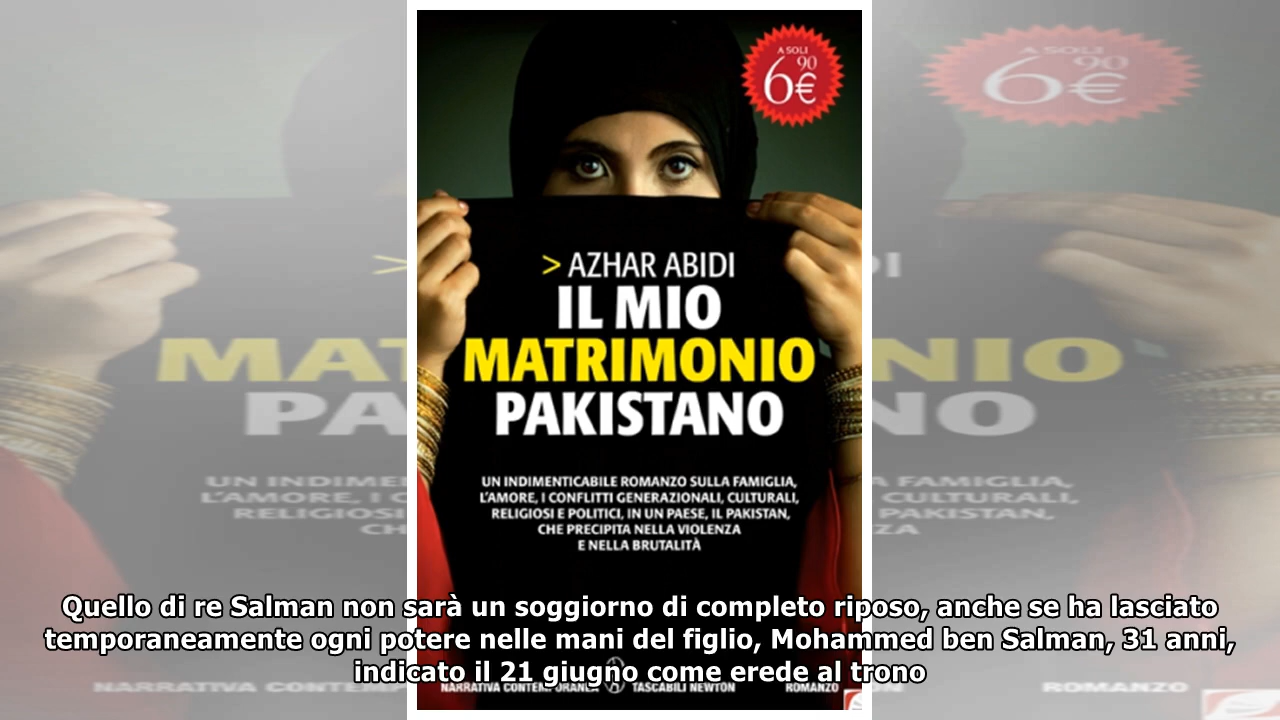 A SOLI
6 90 €
> AZHAR ABIDI
IL MIO
MATRIMONIO
PAKISTANO
UN INDIMENTICABILE ROMANZO SULLA FAMIGLIA,
L'AMORE, I CONFLITTI GENERAZIONALI, CULTURALI,
RELIGIOSI E POLITICI, IN UN PAESE, IL PAKISTAN,
CHE PRECIPITA NELLA VIOLENZA
E NELLA BRUTALITÀ
Quello di re Salman non sarà un soggiorno di completo riposo, anche se ha lasciato
temporaneamente ogni potere nelle mani del figlio, Mohammed ben Salman, 31 anni,
indicato il 21 giugno come erede al trono
NARRATIVA CONTEMPORANEA TASCABILI NEWTON ROMANZO